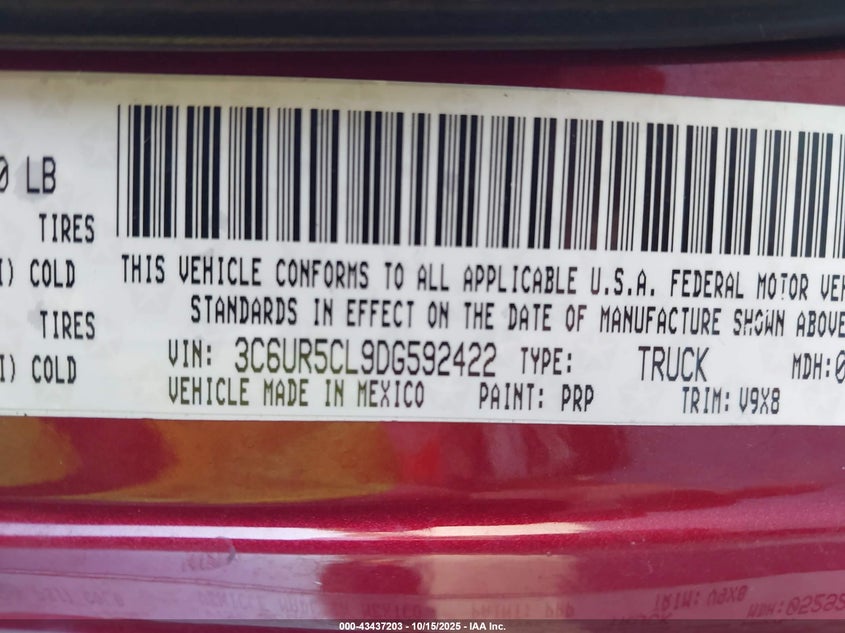 0 LB
TIRES
I) COLD
TIRES
I) COLD
THIS VEHICLE CONFORMS TO ALL APPLICABLE U.S.A. FEDERAL MOTOR VEH
STANDARDS IN EFFECT ON THE DATE OF MANUFACTURE SHOWN ABOVE
VIN: 3C6UR5CL9DG592422 TYPE: TRUCK MDH:0
VEHICLE MADE IN MEXICO PAINT: PRP TRIM: V9X8
000-43437203 - 10/15/2025 - IAA Inc.